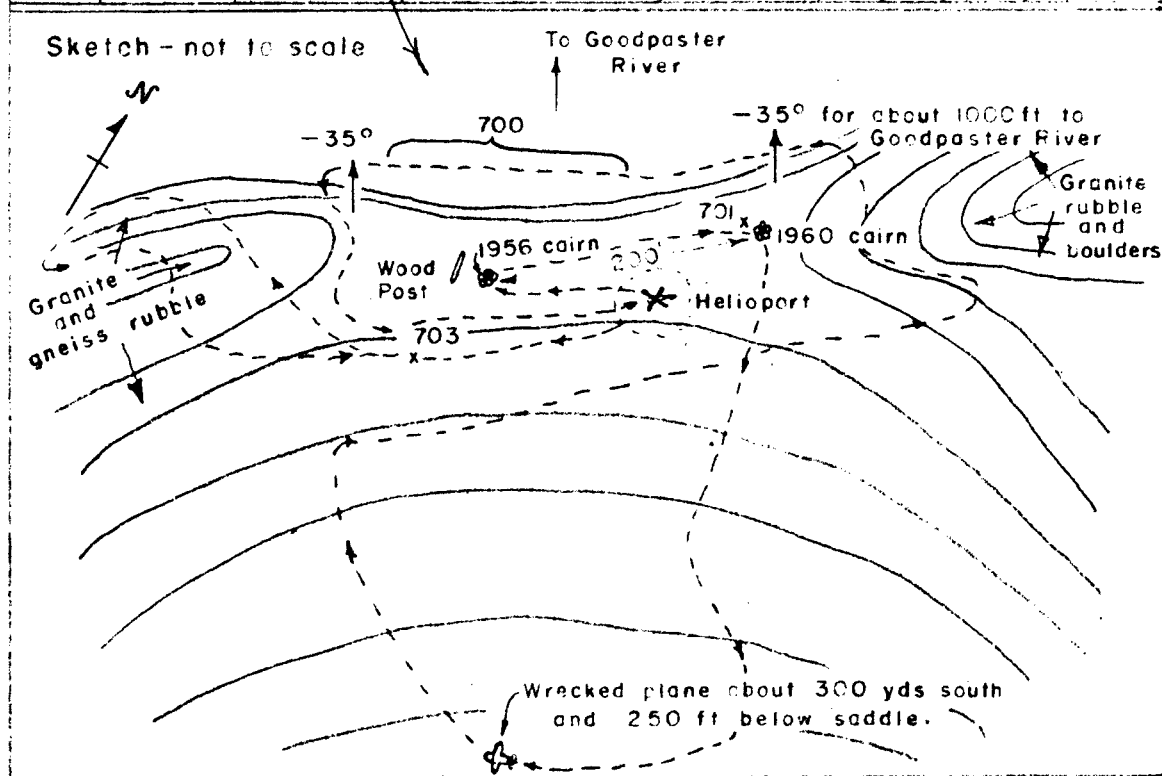 Sketch - not to scale
To Goodpaster
River
N
-35°
700
-35° for about 1000 ft to
Goodpaster River
Granite
rubble
and
boulders
701 x
1956 cairn
1960 cairn
200
Wood
Post
Helioport
Granite
and
gneiss rubble
703
x
Wrecked plane about 300 yds south
and 250 ft below saddle.